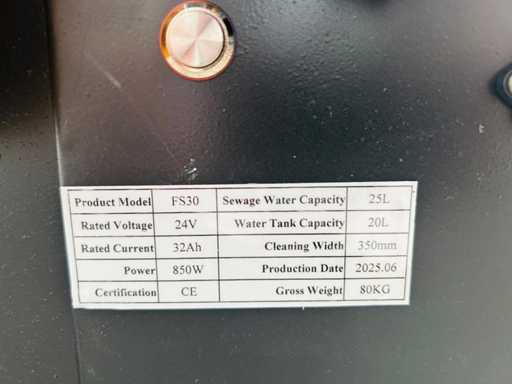 Product Model FS30 Sewage Water Capacity 25L
Rated Voltage 24V Water Tank Capacity 20L
Rated Current 32Ah Cleaning Width 350mm
Power 850W Production Date 2025.06
Certification CE Gross Weight 80KG